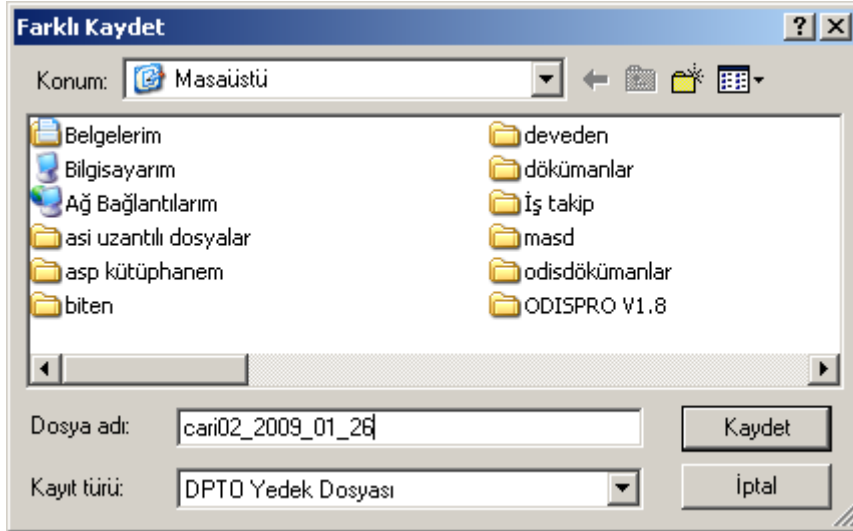 Farklı Kaydet
Konum: Masaüstü
Belgelerim
Bilgisayarım
Ağ Bağlantılarım
asi uzantılı dosyalar
asp kütüphanem
biten
deveden
dökümanlar
İş takip
masd
odisdökümanlar
ODISPRO V1.8
Dosya adı: cari02_2009_01_26 Kaydet
Kayıt türü: DPTO Yedek Dosyası İptal